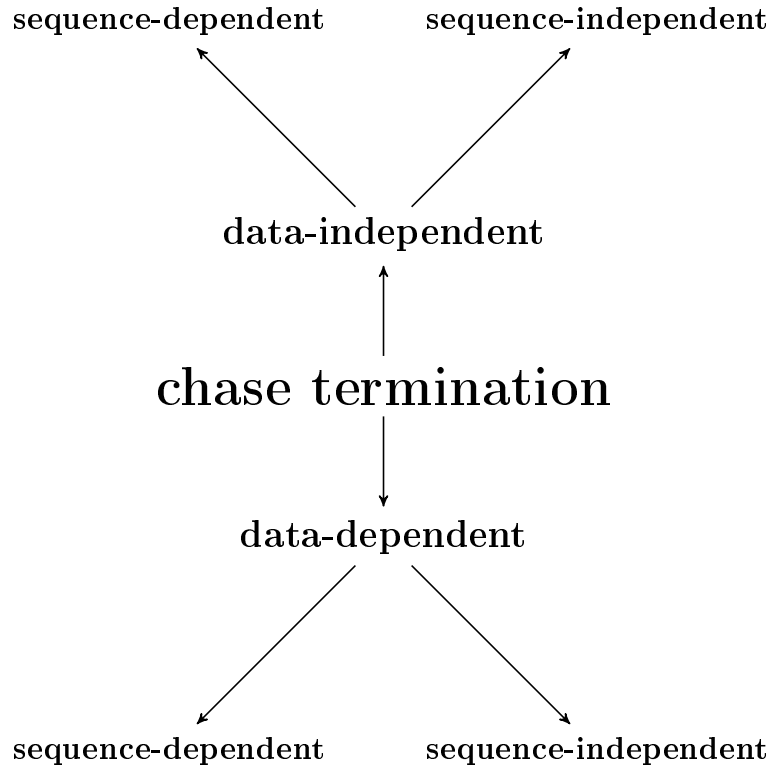 sequence-dependent sequence-independent
data-independent
chase termination
data-dependent
sequence-dependent sequence-independent